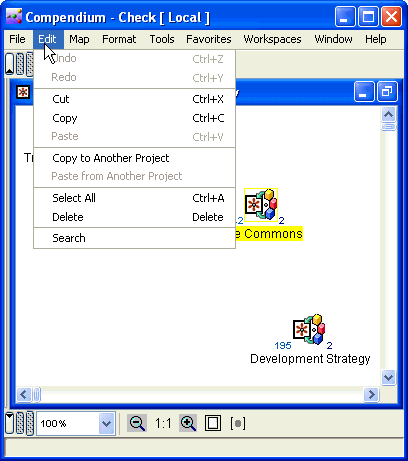 Compendium - Check [ Local ]
File Edit Map Format Tools Favorites Workspaces Window Help
Undo Ctrl+Z
Redo Ctrl+Y
Cut Ctrl+X
Copy Ctrl+C
Paste Ctrl+V
Copy to Another Project
Paste from Another Project
Select All Ctrl+A
Delete Delete
Search
2
Commons
195 2
Development Strategy
100% 1:1